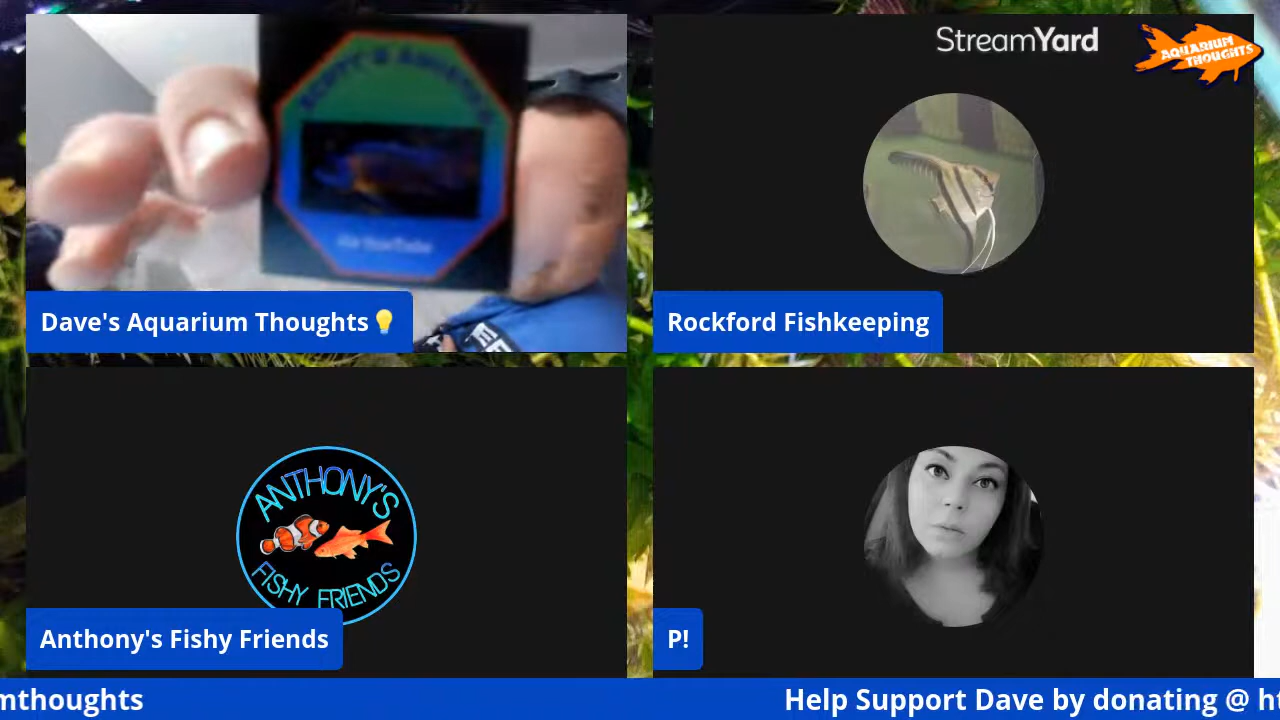 StreamYard
AQUARIUM
THOUGHTS
Dave's Aquarium Thoughts
Rockford Fishkeeping
ANTHONY'S
FISHY FRIENDS
Anthony's Fishy Friends
P!
mthoughts
Help Support Dave by donating @ ht